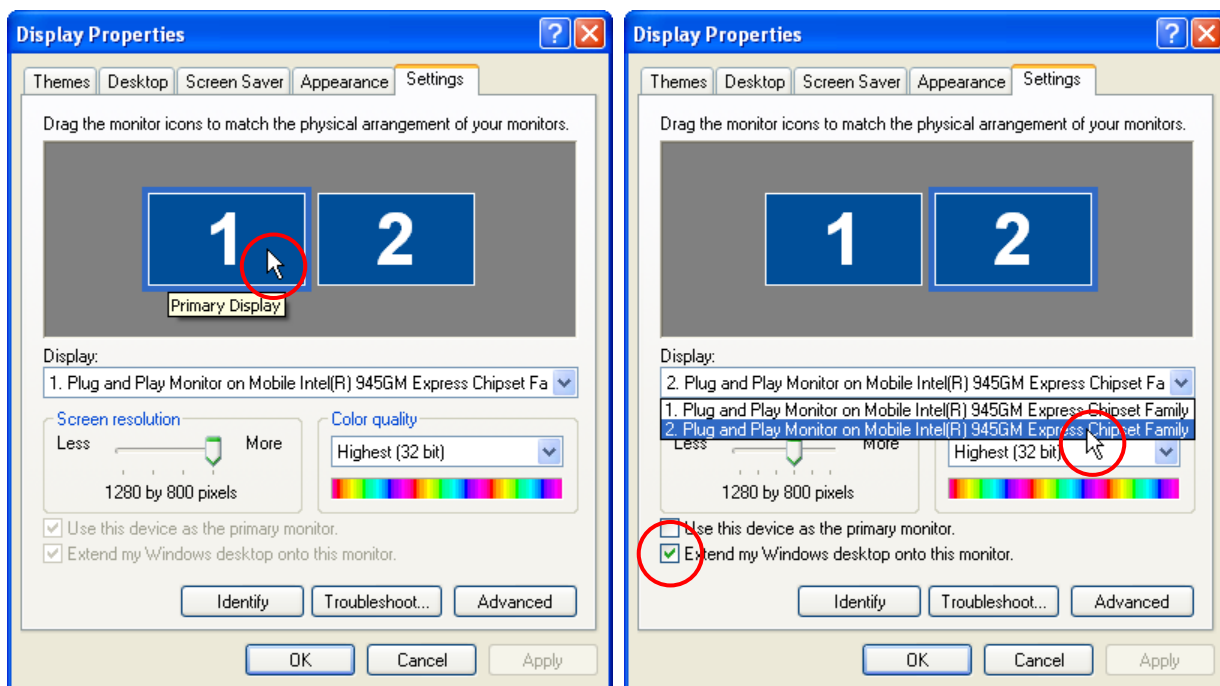 Display Properties
Themes Desktop Screen Saver Appearance Settings
Drag the monitor icons to match the physical arrangement of your monitors.
1 2
Primary Display
Display:
1. Plug and Play Monitor on Mobile Intel(R) 945GM Express Chipset Fa
Screen resolution Color quality
Less More Highest (32 bit)
1280 by 800 pixels
Use this device as the primary monitor.
Extend my Windows desktop onto this monitor.
Identify Troubleshoot... Advanced
OK Cancel Apply
Display Properties
Themes Desktop Screen Saver Appearance Settings
Drag the monitor icons to match the physical arrangement of your monitors.
1 2
Display:
2. Plug and Play Monitor on Mobile Intel(R) 945GM Express Chipset Fa
1. Plug and Play Monitor on Mobile Intel(R) 945GM Express Chipset Family
2. Plug and Play Monitor on Mobile Intel(R) 945GM Express Chipset Family
Less More Highest (32 bit)
1280 by 800 pixels
Use this device as the primary monitor.
Extend my Windows desktop onto this monitor.
Identify Troubleshoot... Advanced
OK Cancel Apply